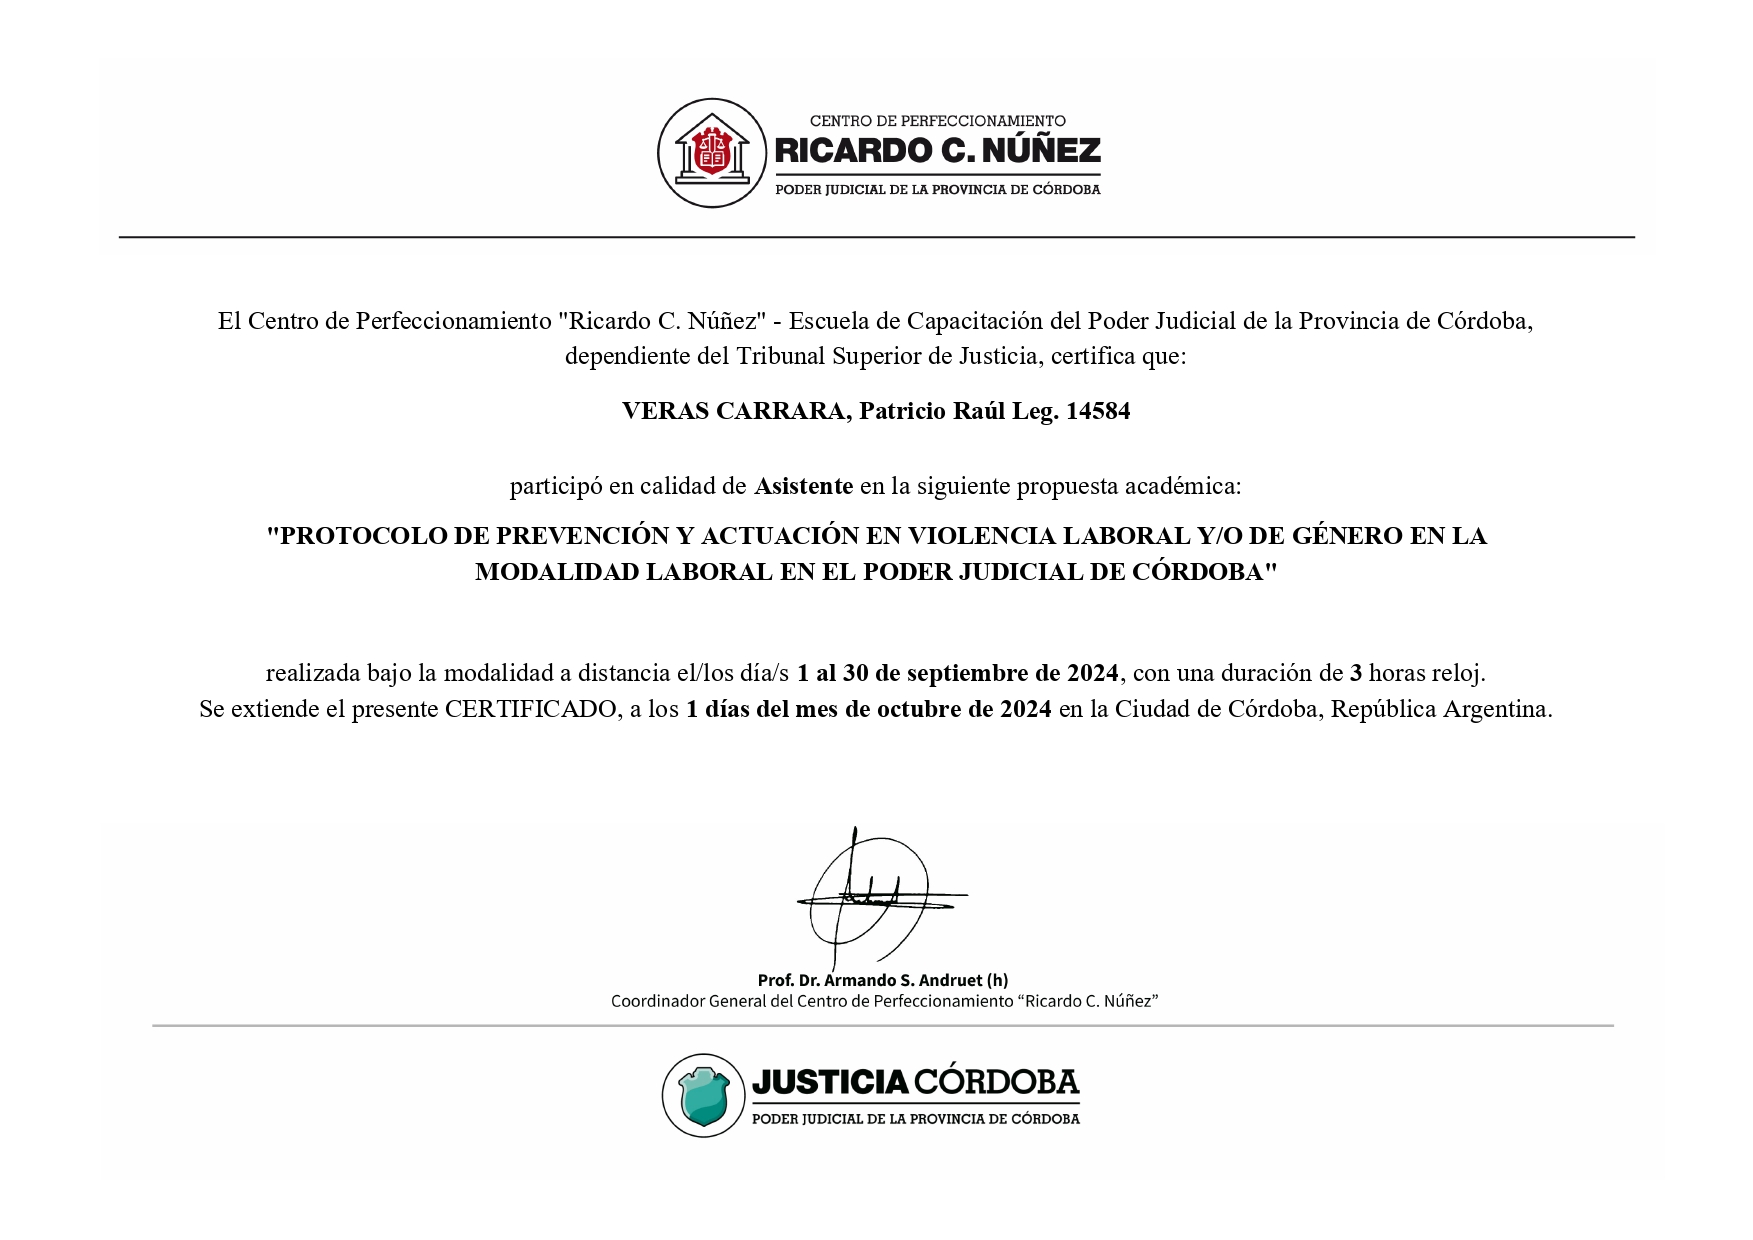 CENTRO DE PERFECCIONAMIENTO
RICARDO C. NÚÑEZ
PODER JUDICIAL DE LA PROVINCIA DE CÓRDOBA
El Centro de Perfeccionamiento "Ricardo C. Núñez" - Escuela de Capacitación del Poder Judicial de la Provincia de Córdoba,
dependiente del Tribunal Superior de Justicia, certifica que:
VERAS CARRARA, Patricio Raúl Leg. 14584
participó en calidad de Asistente en la siguiente propuesta académica:
"PROTOCOLO DE PREVENCIÓN Y ACTUACIÓN EN VIOLENCIA LABORAL Y/O DE GÉNERO EN LA
MODALIDAD LABORAL EN EL PODER JUDICIAL DE CÓRDOBA"
realizada bajo la modalidad a distancia el/los día/s 1 al 30 de septiembre de 2024, con una duración de 3 horas reloj.
Se extiende el presente CERTIFICADO, a los 1 días del mes de octubre de 2024 en la Ciudad de Córdoba, República Argentina.
Prof. Dr. Armando S. Andruet (h)
Coordinador General del Centro de Perfeccionamiento “Ricardo C. Núñez”
JUSTICIA CÓRDOBA
PODER JUDICIAL DE LA PROVINCIA DE CÓRDOBA